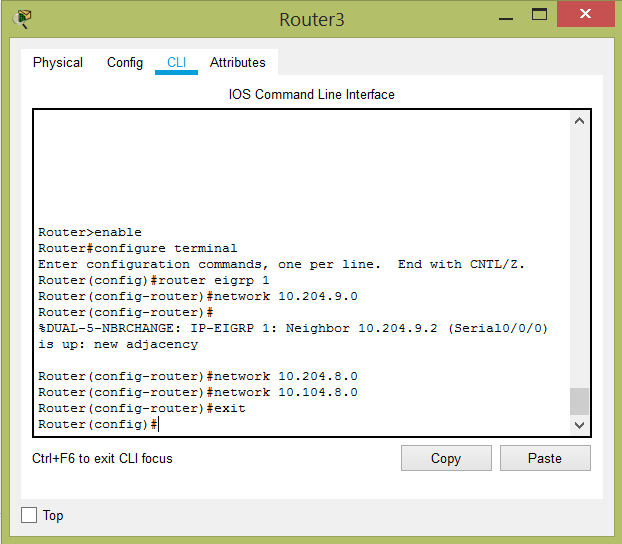 Router3
Physical Config CLI Attributes
IOS Command Line Interface
Router>enable
Router#configure terminal
Enter configuration commands, one per line.  End with CNTL/Z.
Router(config)#router eigrp 1
Router(config-router)#network 10.204.9.0
Router(config-router)#
%DUAL-5-NBRCHANGE: IP-EIGRP 1: Neighbor 10.204.9.2 (Serial0/0/0)
is up: new adjacency
Router(config-router)#network 10.204.8.0
Router(config-router)#network 10.104.8.0
Router(config-router)#exit
Router(config)#
Ctrl+F6 to exit CLI focus Copy Paste
Top